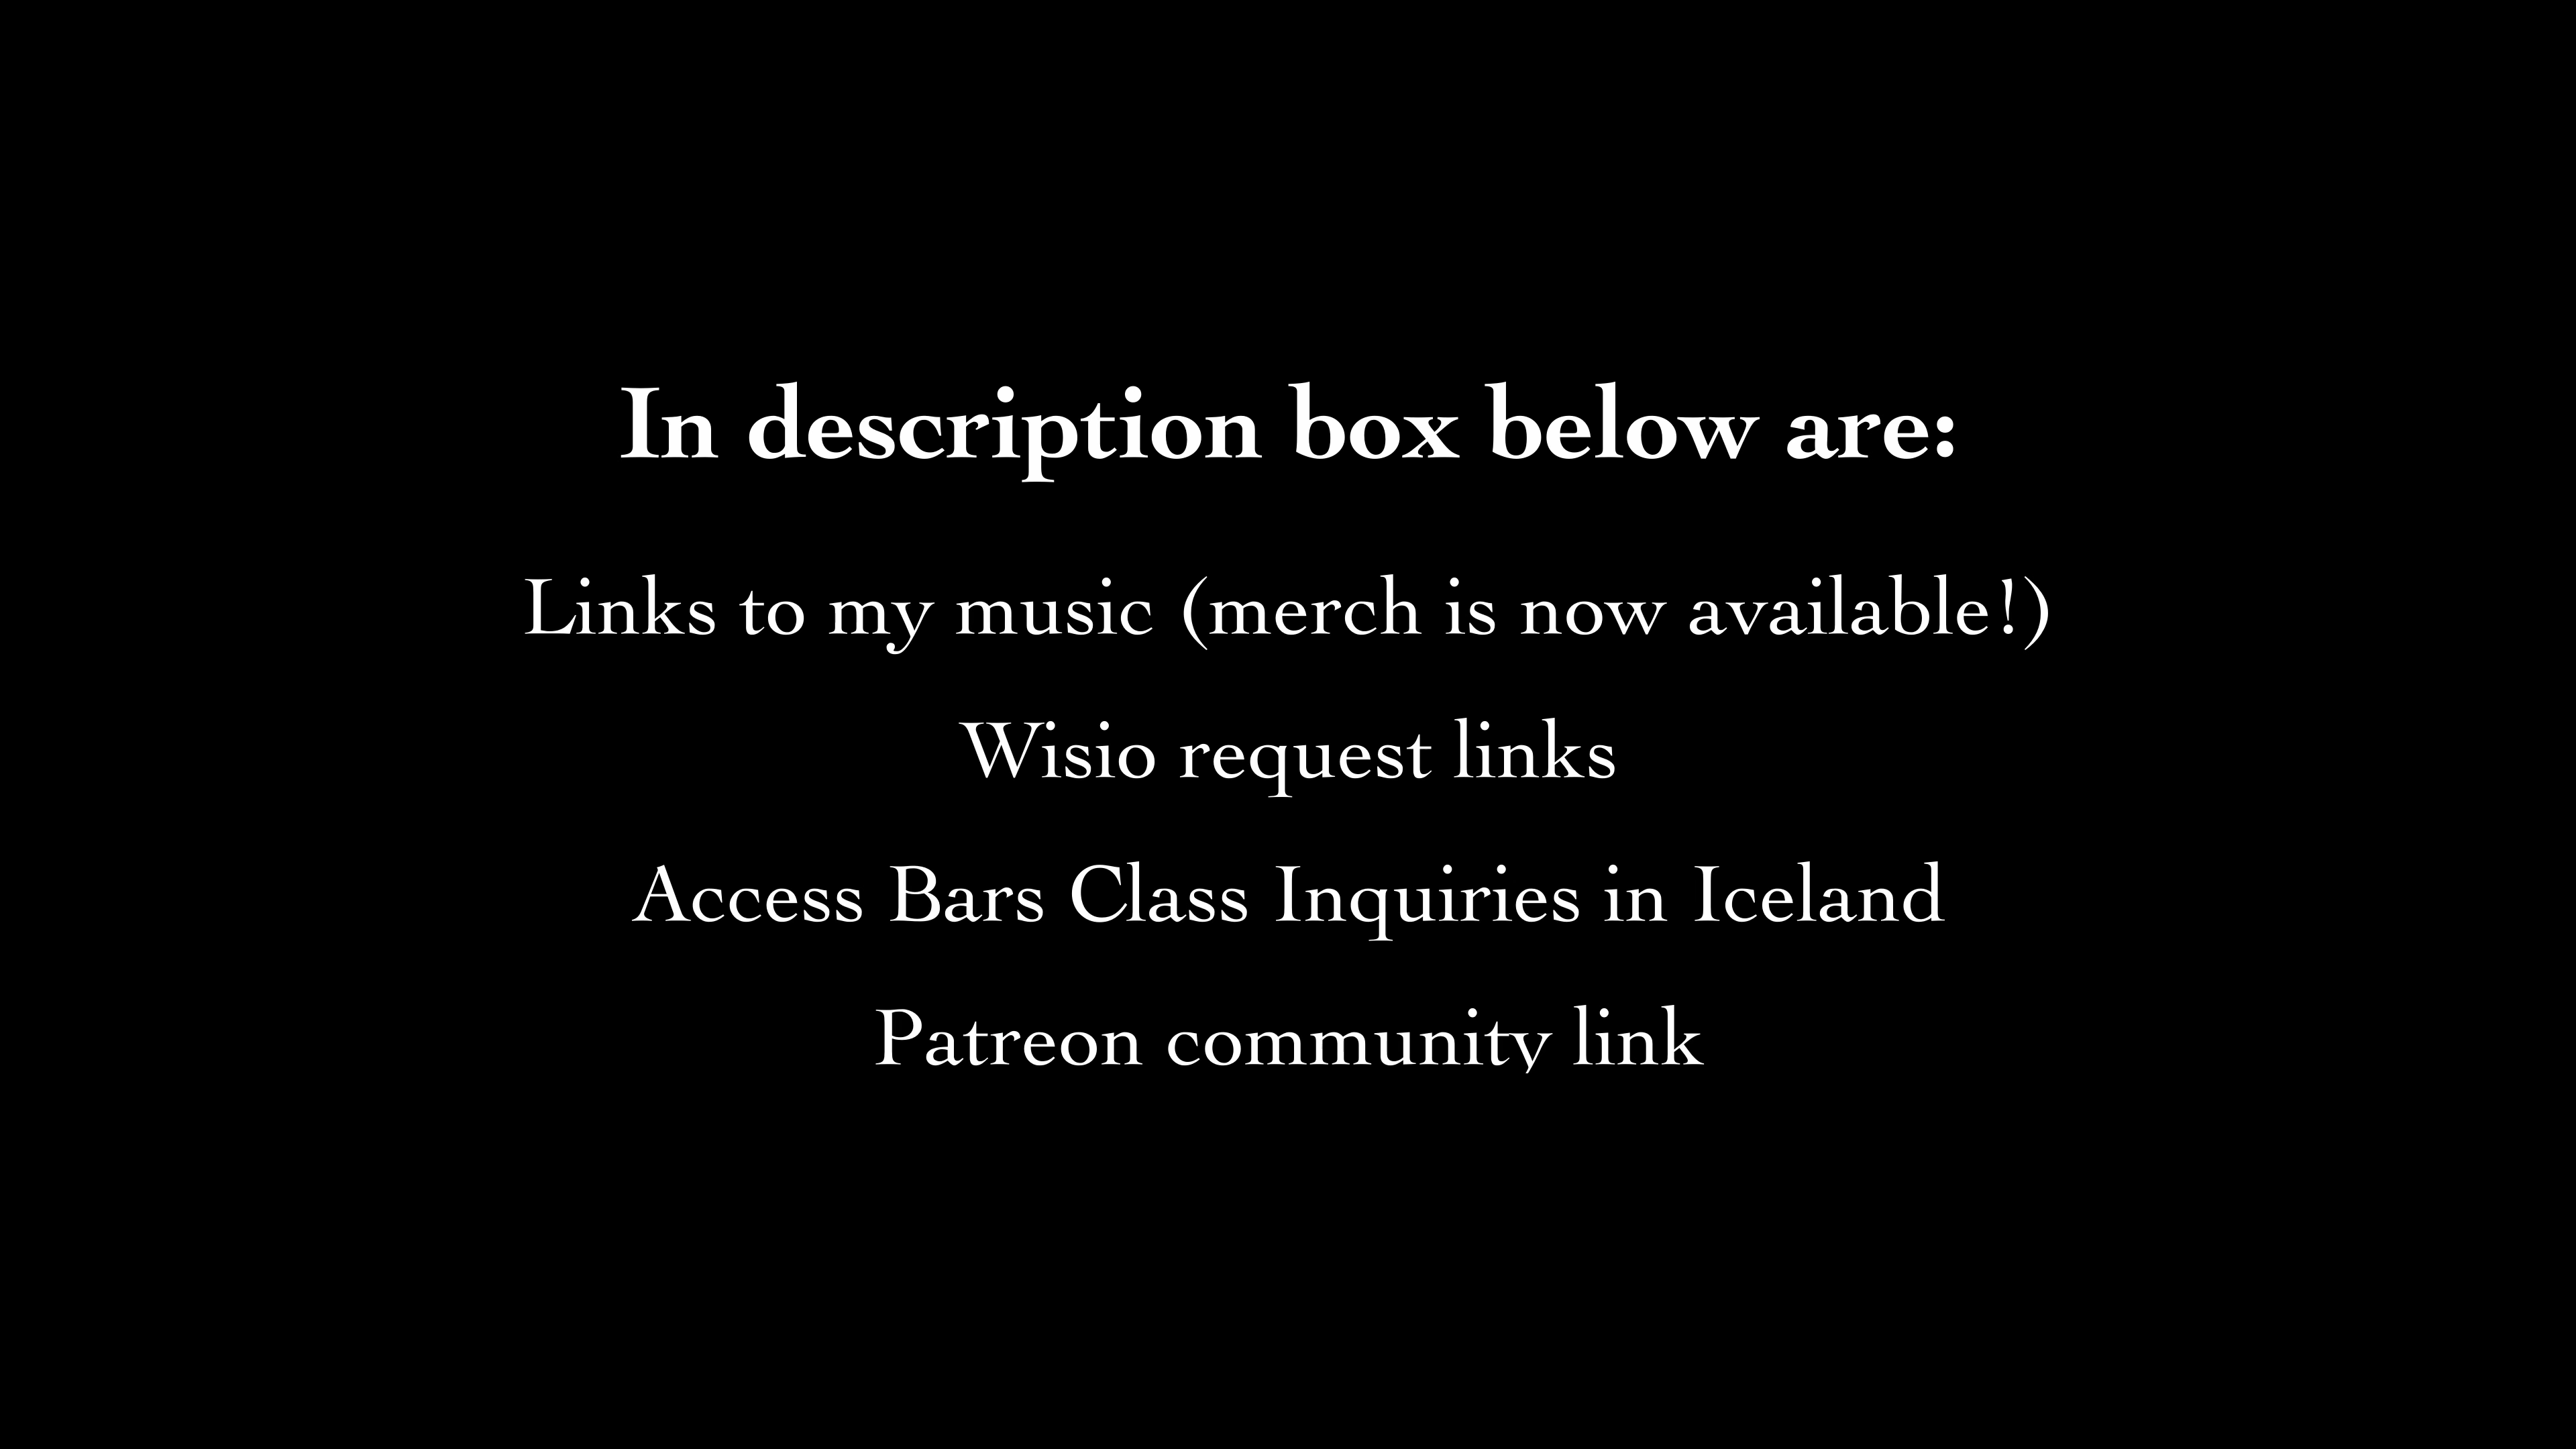 In description box below are:
Links to my music (merch is now available!)
Wisio request links
Access Bars Class Inquiries in Iceland
Patreon community link